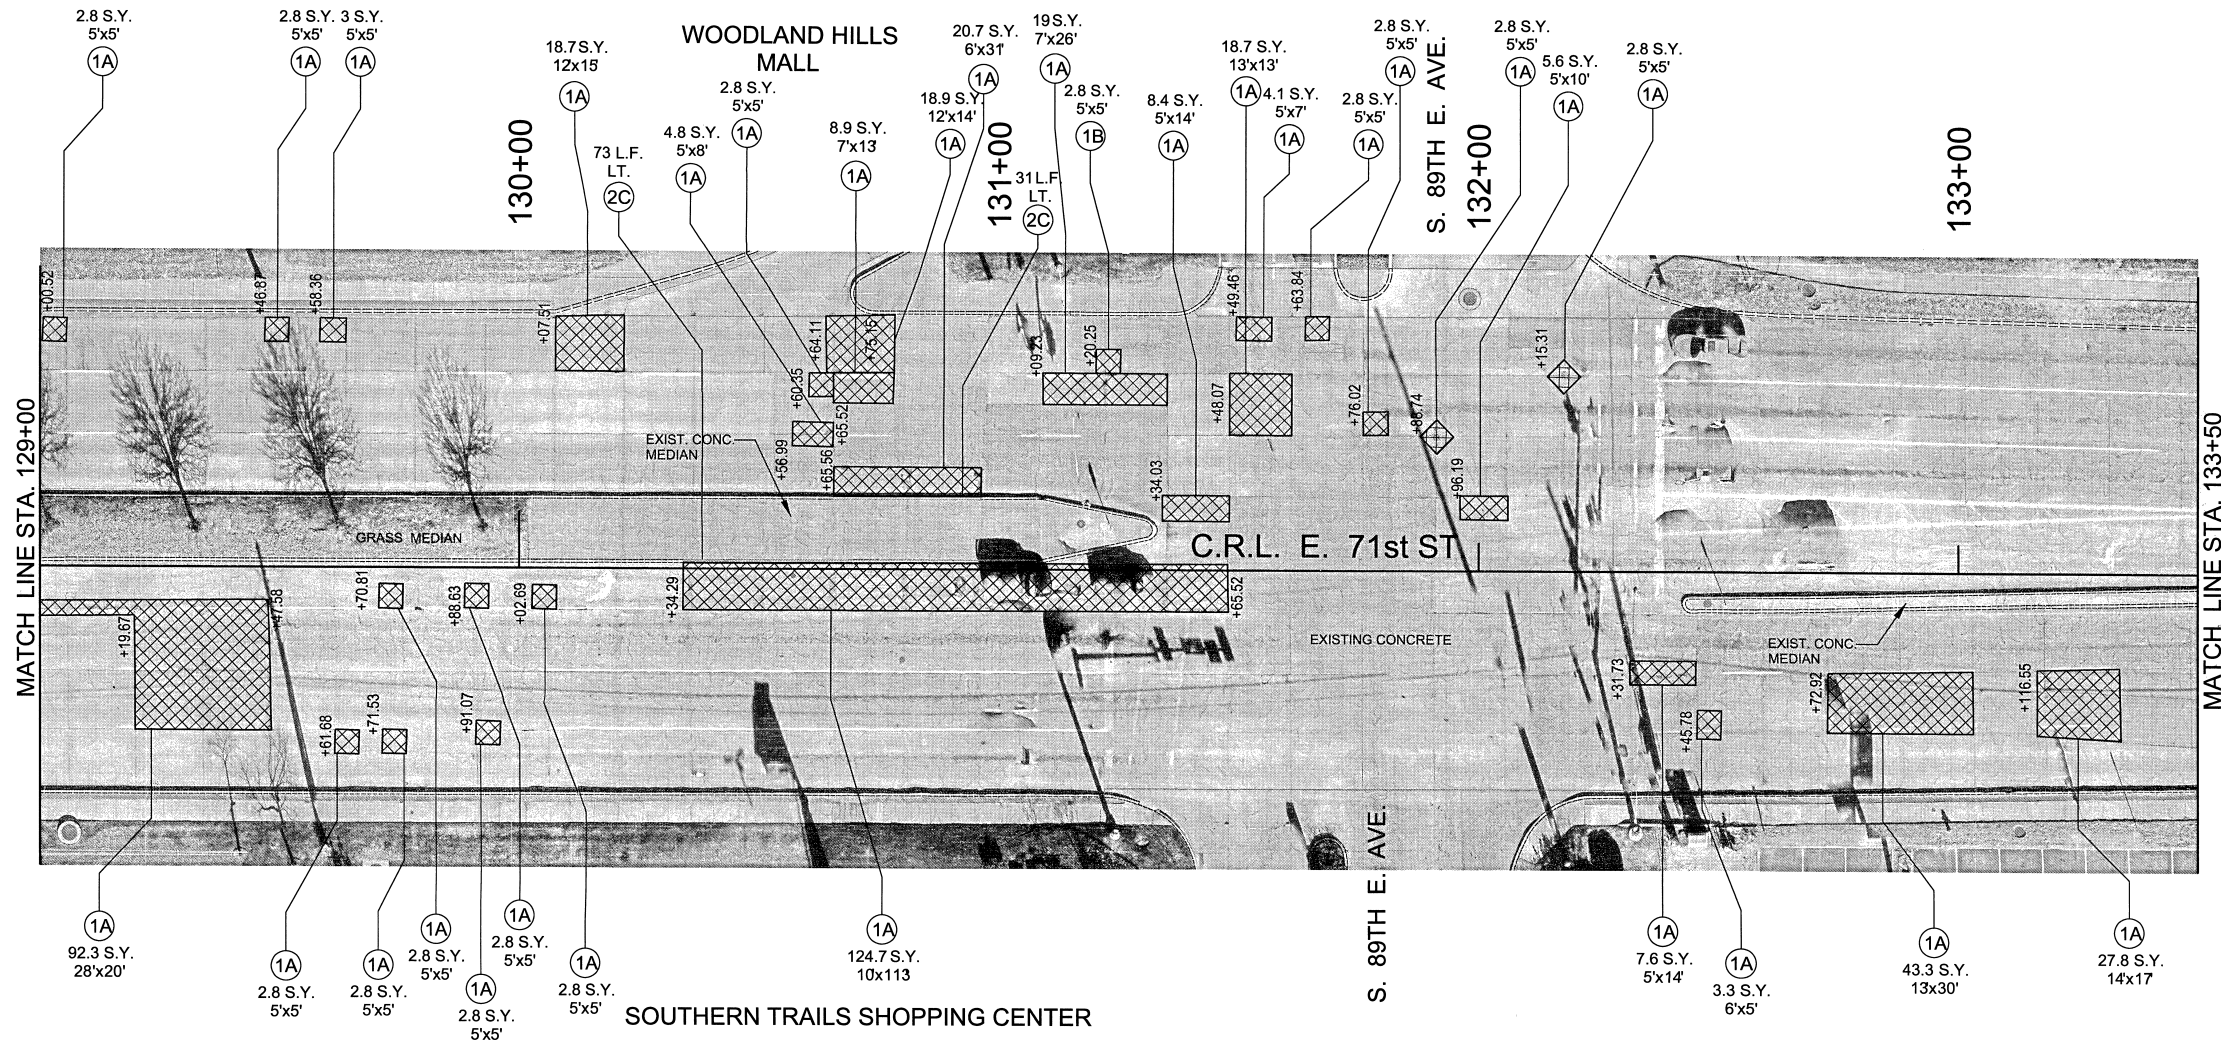 2.8 S.Y.
5'x5'
1A
2.8 S.Y.
5'x5'
1A
3 S.Y.
5'x5'
1A
18.7 S.Y.
12'x15'
1A
WOODLAND HILLS
MALL
73 L.F.
LT.
2C
4.8 S.Y.
5'x8'
1A
2.8 S.Y.
5'x5'
1A
8.9 S.Y.
7'x13'
1A
18.9 S.Y.
12'x14'
1A
20.7 S.Y.
6'x31'
1A
31 L.F.
LT.
2C
19 S.Y.
7'x26'
1A
2.8 S.Y.
5'x5'
1B
8.4 S.Y.
5'x14'
1A
18.7 S.Y.
13'x13'
1A
4.1 S.Y.
5'x7'
1A
2.8 S.Y.
5'x5'
1A
2.8 S.Y.
5'x5'
1A
2.8 S.Y.
5'x5'
1A
5.6 S.Y.
5'x10'
1A
2.8 S.Y.
5'x5'
1A
130+00
131+00
S. 89TH E. AVE.
132+00
133+00
MATCH LINE STA. 129+00
MATCH LINE STA. 133+50
+00.52
+46.87
+58.36
+07.51
+64.11
+75.15
+60.35
+65.52
+56.99
+65.56
+09.23
+20.25
+34.03
+49.46
+63.84
+48.07
+76.02
+88.74
+96.19
+15.31
EXIST. CONC.
MEDIAN
GRASS MEDIAN
C.R.L. E. 71st ST
+19.67
+47.58
+70.81
+88.63
+02.69
+34.29
+65.52
EXISTING CONCRETE
EXIST. CONC.
MEDIAN
+61.68
+71.53
+91.07
+31.73
+45.78
+72.92
+116.55
1A
92.3 S.Y.
28'x20'
1A
2.8 S.Y.
5'x5'
1A
2.8 S.Y.
5'x5'
1A
2.8 S.Y.
5'x5'
1A
2.8 S.Y.
5'x5'
1A
2.8 S.Y.
5'x5'
1A
2.8 S.Y.
5'x5'
1A
124.7 S.Y.
10'x113'
SOUTHERN TRAILS SHOPPING CENTER
S. 89TH E. AVE.
1A
7.6 S.Y.
5'x14'
1A
3.3 S.Y.
6'x5'
1A
43.3 S.Y.
13'x30'
1A
27.8 S.Y.
14'x17'